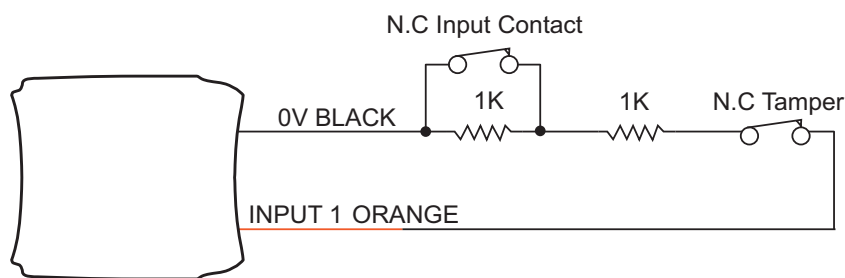 N.C Input Contact
1K
1K
N.C Tamper
0V BLACK
INPUT 1 ORANGE